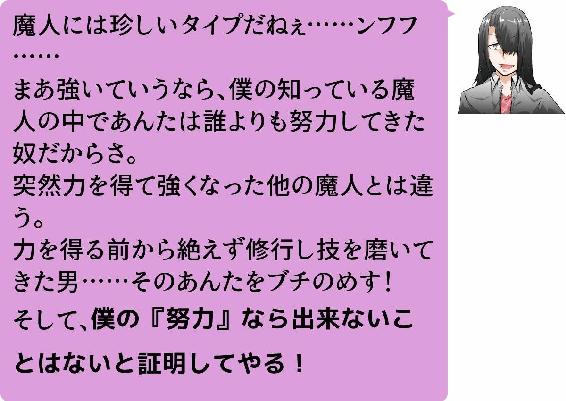 魔人には珍しいタイプだねぇ……ンフフ
……
まあ強いていうなら、僕の知っている魔
人の中であんたは誰よりも努力してきた
奴だからさ。
突然力を得て強くなった他の魔人とは違
う。
力を得る前から絶えず修行し技を磨いて
きた男……そのあんたをブチのめす！
そして、僕の『努力』なら出来ないこ
とはないと証明してやる！